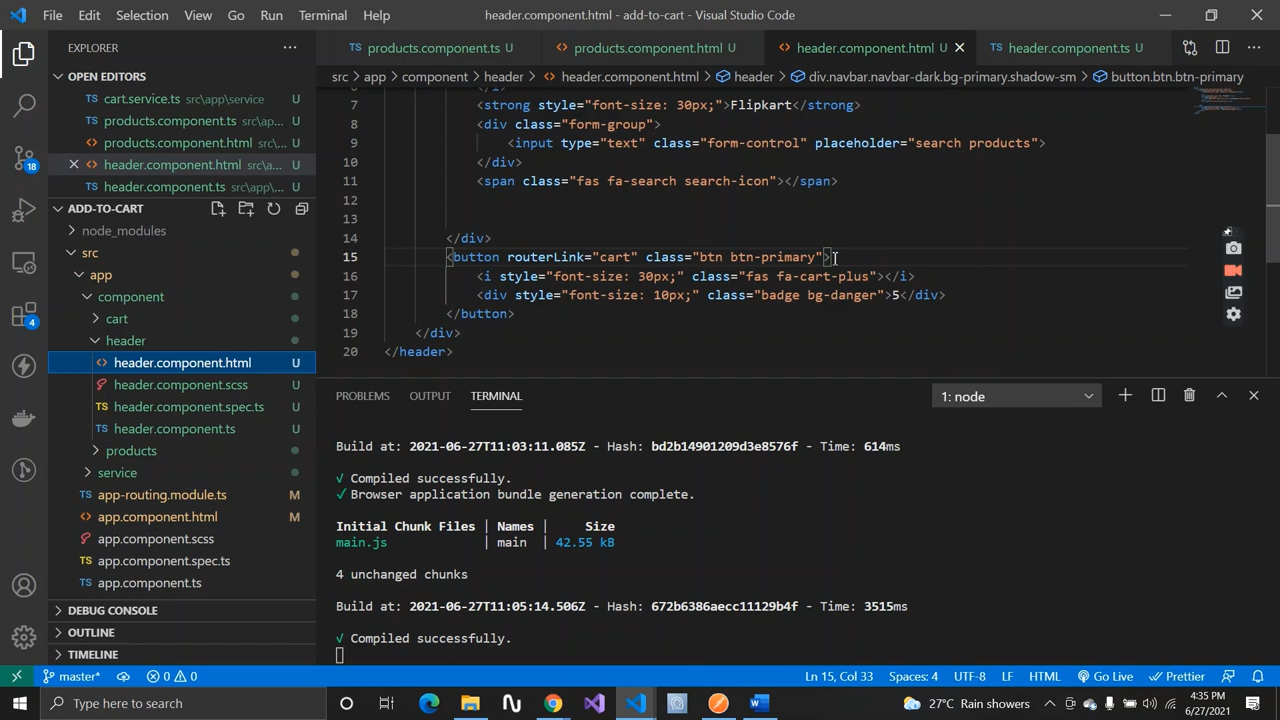 File Edit Selection View Go Run Terminal Help header.component.html - add-to-cart - Visual Studio Code
EXPLORER
OPEN EDITORS
cart.service.ts src\app\service U
products.component.ts src\ap... U
products.component.html src\... U
header.component.html src\a... U
header.component.ts src\app\... U
ADD-TO-CART
node_modules
src
app
component
cart
header
header.component.html U
header.component.scss U
header.component.spec.ts U
header.component.ts U
products
service
app-routing.module.ts M
app.component.html M
app.component.scss
app.component.spec.ts
app.component.ts
DEBUG CONSOLE
OUTLINE
TIMELINE
18
4
products.component.ts U products.component.html U header.component.html U header.component.ts U
src > app > component > header > header.component.html > header > div.navbar.navbar-dark.bg-primary.shadow-sm > button.btn.btn-primary
6 </i>
7 <strong style="font-size: 30px;">Flipkart</strong>
8 <div class="form-group">
9 <input type="text" class="form-control" placeholder="search products">
10 </div>
11 <span class="fas fa-search search-icon"></span>
12
13
14 </div>
15 <button routerLink="cart" class="btn btn-primary">
16 <i style="font-size: 30px;" class="fas fa-cart-plus"></i>
17 <div style="font-size: 10px;" class="badge bg-danger">5</div>
18 </button>
19 </div>
20 </header>
PROBLEMS OUTPUT TERMINAL 1: node
Build at: 2021-06-27T11:03:11.085Z - Hash: bd2b14901209d3e8576f - Time: 614ms
√ Compiled successfully.
√ Browser application bundle generation complete.
Initial Chunk Files | Names | Size
main.js | main | 42.55 kB
4 unchanged chunks
Build at: 2021-06-27T11:05:14.506Z - Hash: 672b6386aecc11129b4f - Time: 3515ms
√ Compiled successfully.
master* 0 0 Ln 15, Col 33 Spaces: 4 UTF-8 LF HTML Go Live Prettier
Type here to search 27°C Rain showers 4:35 PM
6/27/2021